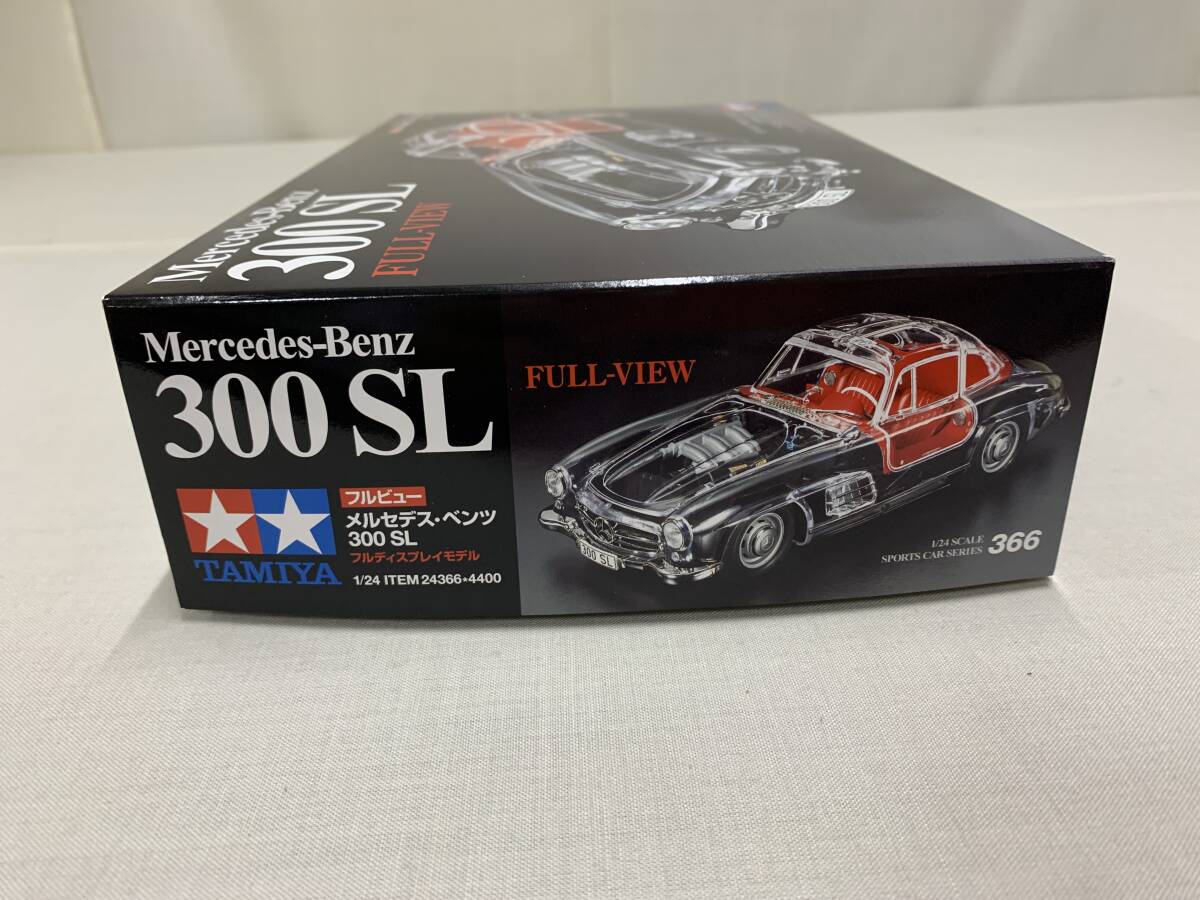 Mercedes-Benz
300 SL
FULL-VIEW
Mercedes-Benz
300 SL
FULL-VIEW
TAMIYA
フルビュー
メルセデス・ベンツ
300 SL
フルディスプレイモデル
1/24 ITEM 24366★4400
300 SL
1/24 SCALE
SPORTS CAR SERIES 366